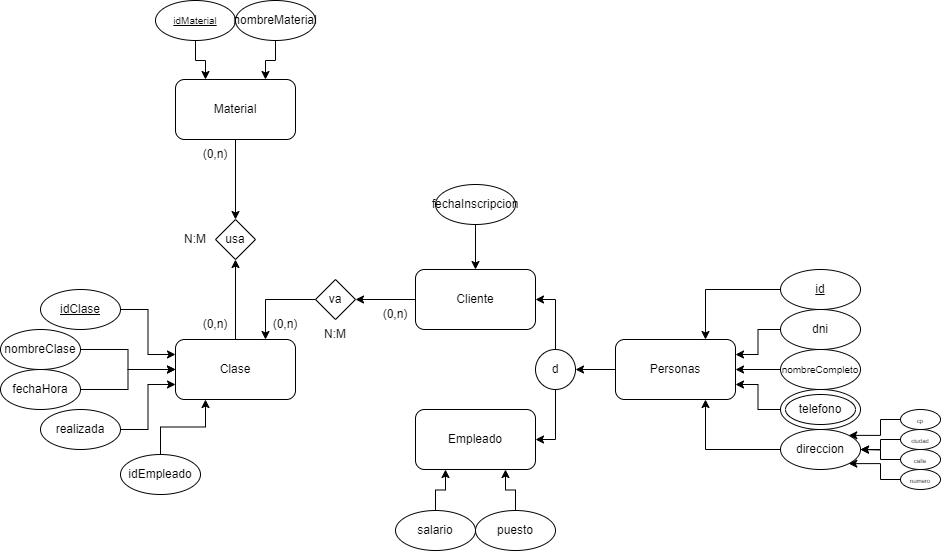 idMaterial
nombreMaterial
Material
(0,n)
N:M
usa
fechaInscripcion
Cliente
va
(0,n)
N:M
(0,n)
(0,n)
idClase
nombreClase
fechaHora
realizada
idEmpleado
Clase
d
Personas
id
dni
nombreCompleto
telefono
direccion
cp
ciudad
calle
numero
Empleado
salario
puesto